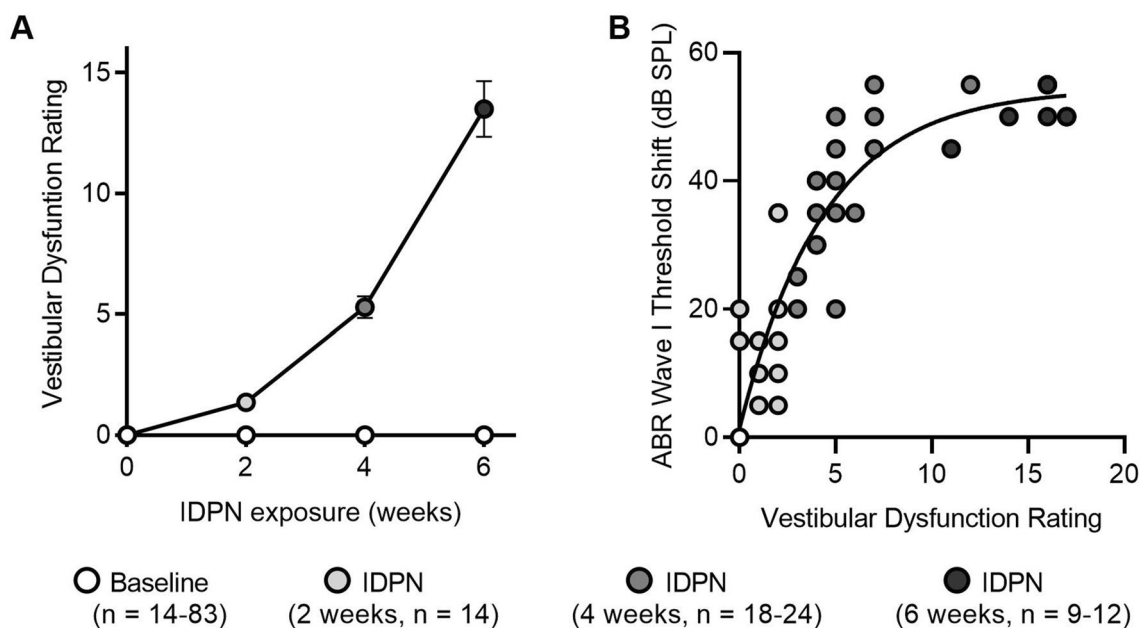 A
Vestibular Dysfuntion Rating
15
10
5
0
0 2 4 6
IDPN exposure (weeks)
B
ABR Wave I Threshold Shift (dB SPL)
60
40
20
0
0 5 10 15 20
Vestibular Dysfunction Rating
Baseline
(n = 14-83)
IDPN
(2 weeks, n = 14)
IDPN
(4 weeks, n = 18-24)
IDPN
(6 weeks, n = 9-12)